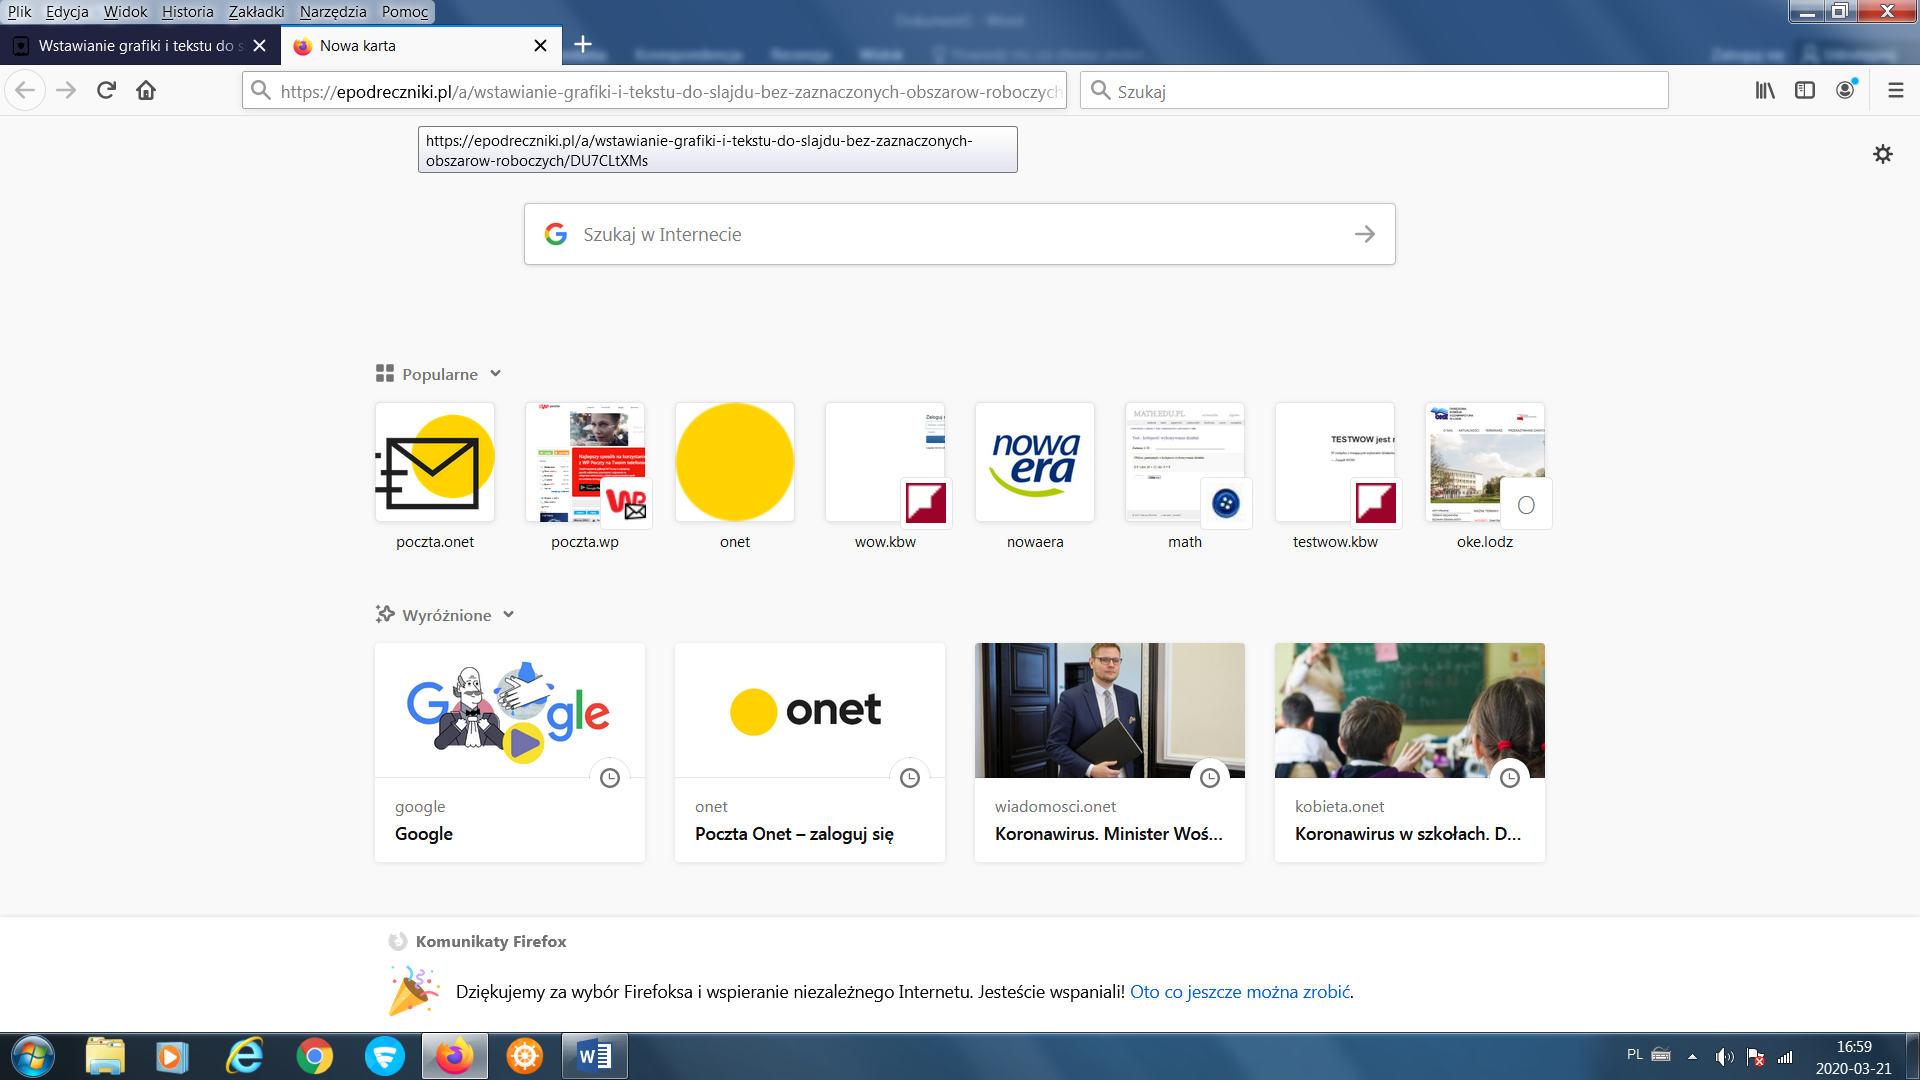 Plik Edycja Widok Historia Zakładki Narzędzia Pomoc
Wstawianie grafiki i tekstu do s
Nowa karta
https://epodreczniki.pl/a/wstawianie-grafiki-i-tekstu-do-slajdu-bez-zaznaczonych-obszarow-roboczych
Szukaj
https://epodreczniki.pl/a/wstawianie-grafiki-i-tekstu-do-slajdu-bez-zaznaczonych-
obszarow-roboczych/DU7CLtXMs
Szukaj w Internecie
Popularne
nowa
era
MATH.EDU.PL
TESTWOW jest
poczta.onet poczta.wp onet wow.kbw nowaera math testwow.kbw oke.lodz
Wyróżnione
Google
onet
google
Google
onet
Poczta Onet – zaloguj się
wiadomosci.onet
Koronawirus. Minister Woś...
kobieta.onet
Koronawirus w szkołach. D...
Komunikaty Firefox
Dziękujemy za wybór Firefoksa i wspieranie niezależnego Internetu. Jesteście wspaniali! Oto co jeszcze można zrobić.
PL
16:59
2020-03-21